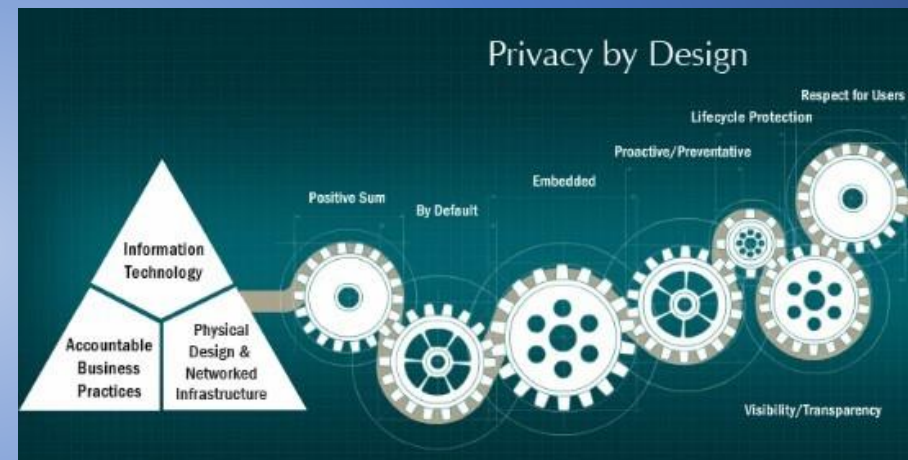 Privacy by Design
Respect for Users
Lifecycle Protection
Proactive/Preventative
Embedded
By Default
Positive Sum
Information
Technology
Accountable
Business
Practices
Physical
Design &
Networked
Infrastructure
Visibility/Transparency